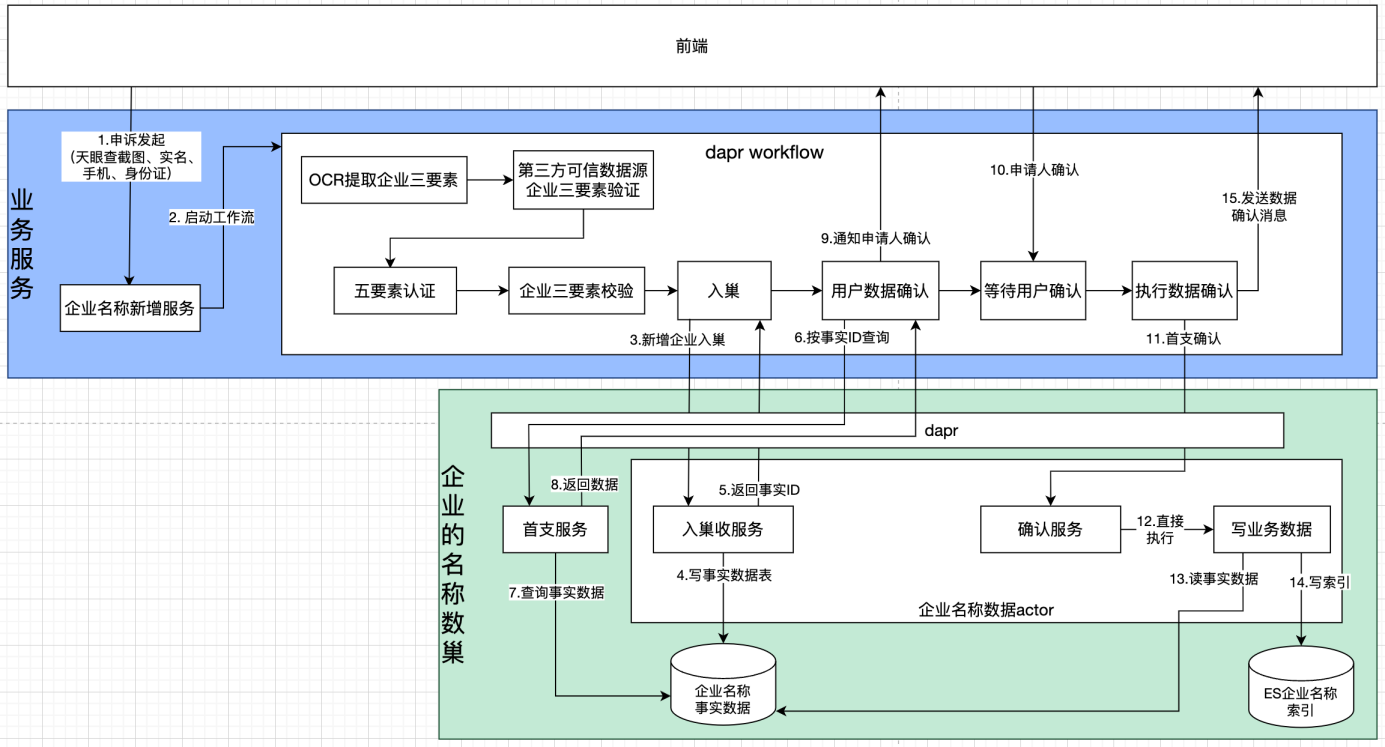 前端
1.申诉发起
（天眼查截图、实名、
手机、身份证）
2. 启动工作流
业
务
服
务
企业名称新增服务
dapr workflow
OCR提取企业三要素
第三方可信数据源
企业三要素验证
五要素认证
企业三要素校验
入巢
用户数据确认
等待用户确认
执行数据确认
9.通知申请人确认
10.申请人确认
15.发送数据
确认消息
3.新增企业入巢
6.按事实ID查询
11.首支确认
企
业
的
名
称
数
巢
dapr
8.返回数据
5.返回事实ID
首支服务
入巢收服务
确认服务
12.直接
执行
写业务数据
7.查询事实数据
4.写事实数据表
13.读事实数据
14.写索引
企业名称数据actor
企业名称
事实数据
ES企业名称
索引